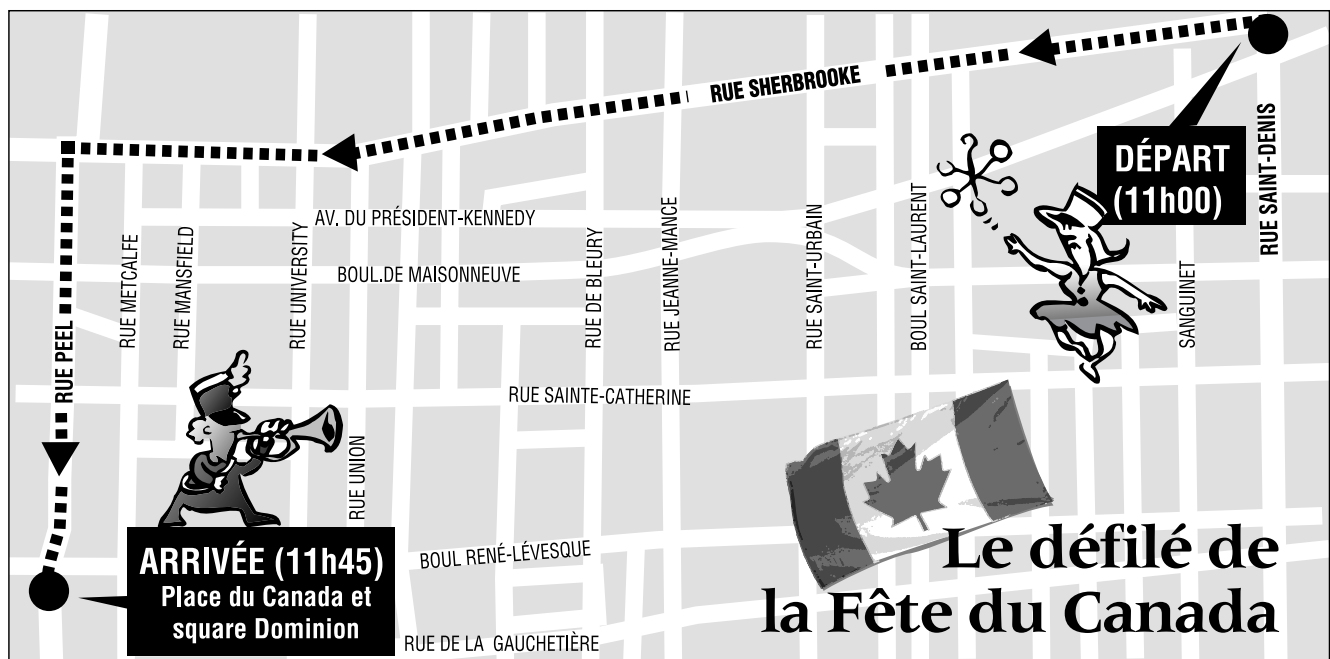 RUE SHERBROOKE
DÉPART
(11h00)
RUE SAINT-DENIS
AV. DU PRÉSIDENT-KENNEDY
BOUL.DE MAISONNEUVE
RUE PEEL
RUE METCALFE
RUE MANSFIELD
RUE UNIVERSITY
RUE DE BLEURY
RUE JEANNE-MANCE
RUE SAINT-URBAIN
BOUL SAINT-LAURENT
SANGUINET
RUE SAINTE-CATHERINE
RUE UNION
BOUL RENÉ-LÉVESQUE
RUE DE LA GAUCHETIÈRE
ARRIVÉE (11h45)
Place du Canada et
square Dominion
Le défilé de
la Fête du Canada